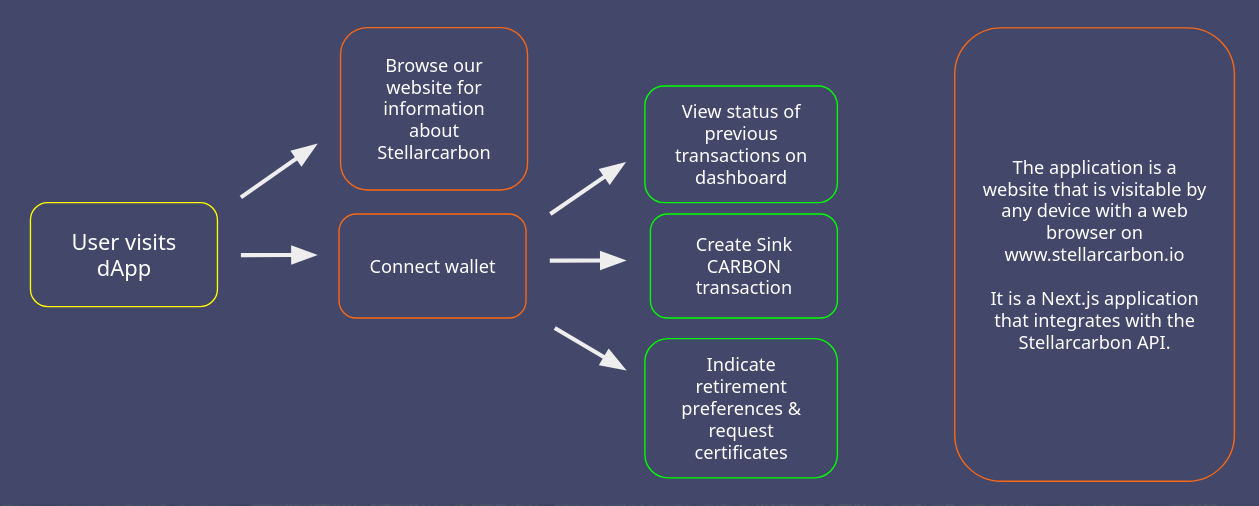 User visits
dApp
Browse our
website for
information
about
Stellarcarbon
Connect wallet
View status of
previous
transactions on
dashboard
Create Sink
CARBON
transaction
Indicate
retirement
preferences &
request
certificates
The application is a
website that is visitable by
any device with a web
browser on
www.stellarcarbon.io
It is a Next.js application
that integrates with the
Stellarcarbon API.